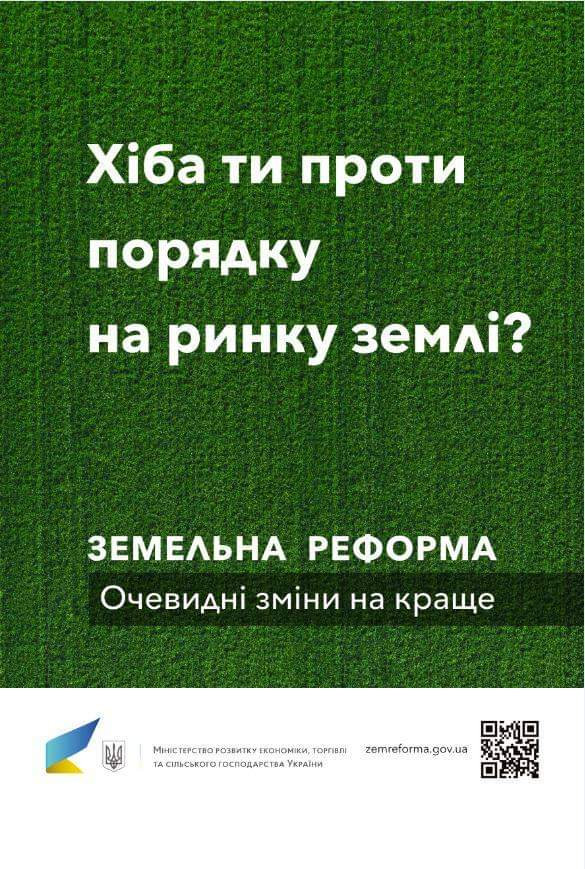 Хіба ти проти
порядку
на ринку землі?
ЗЕМЕЛЬНА РЕФОРМА
Очевидні зміни на краще
Міністерство розвитку економіки, торгівлі
та сільського господарства України
zemreforma.gov.ua